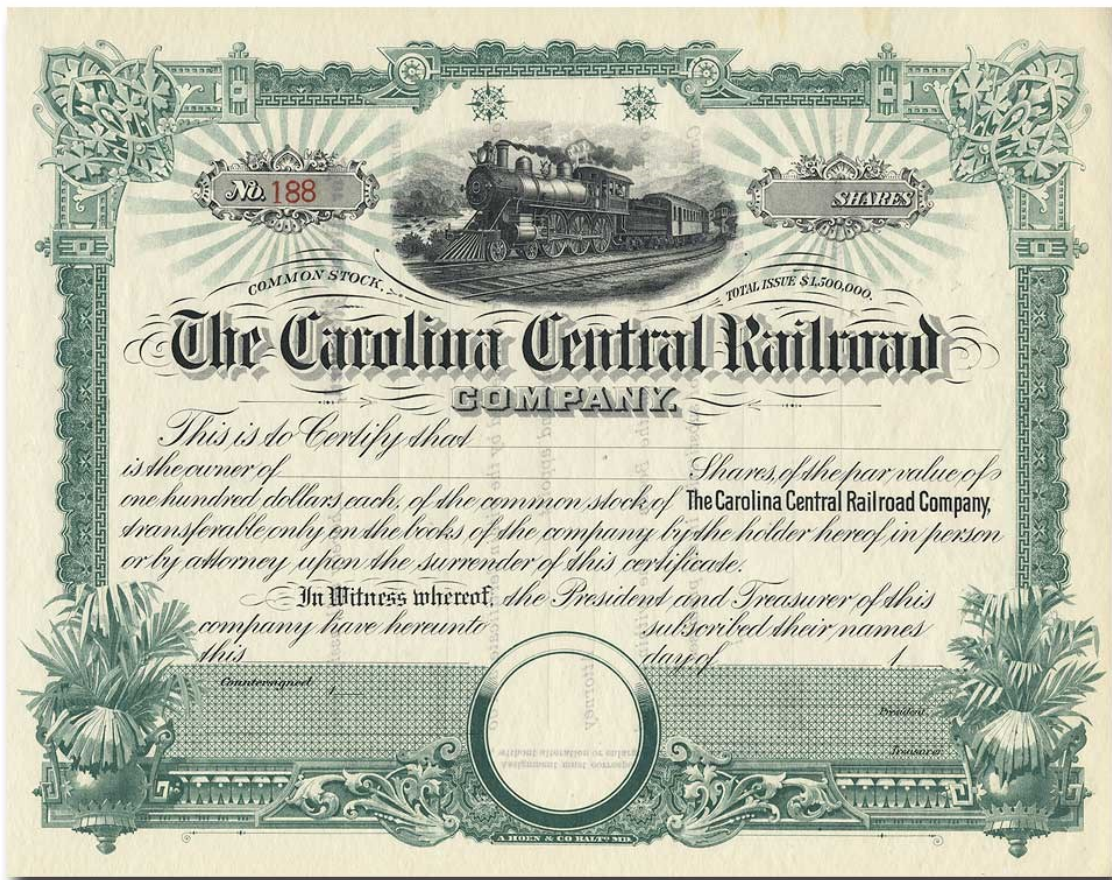 No. 188
SHARES
COMMON STOCK.
TOTAL ISSUE $1,500,000.
The Carolina Central Railroad
COMPANY.
This is to Certify that
is the owner of Shares, of the par value of
one hundred dollars each, of the common stock of The Carolina Central Railroad Company,
transferable only on the books of the company by the holder hereof in person
or by attorney upon the surrender of this certificate.
In Witness whereof, the President and Treasurer of this
company have hereunto subscribed their names
this day of 1
Countersigned
President.
Treasurer.
A HOEN & CO BALTO MD.